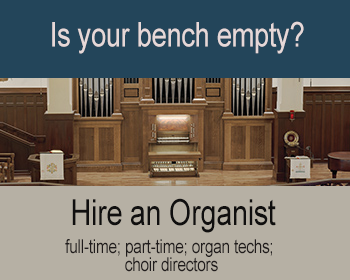 Is your bench empty?
Hire an Organist
full-time; part-time; organ techs;
choir directors